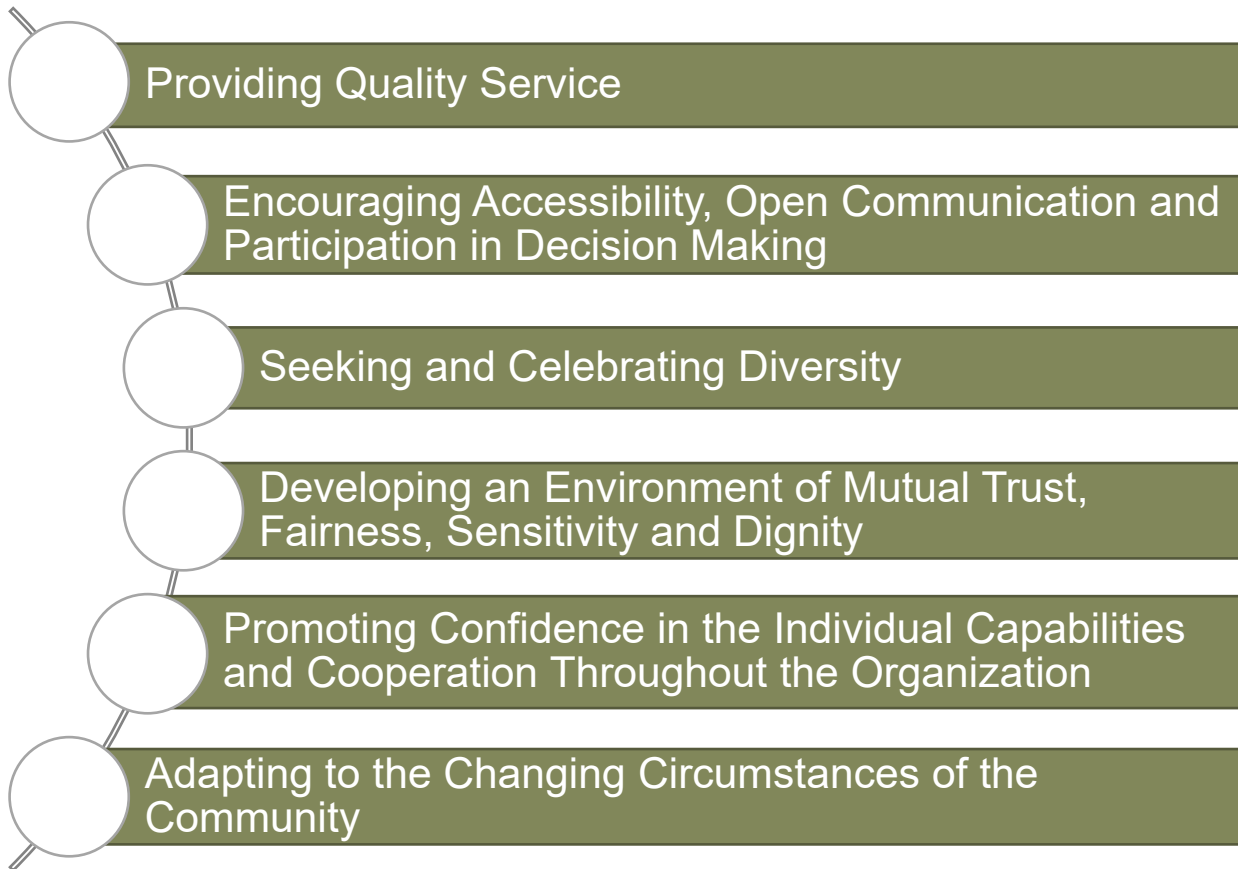 Providing Quality Service
Encouraging Accessibility, Open Communication and
Participation in Decision Making
Seeking and Celebrating Diversity
Developing an Environment of Mutual Trust,
Fairness, Sensitivity and Dignity
Promoting Confidence in the Individual Capabilities
and Cooperation Throughout the Organization
Adapting to the Changing Circumstances of the
Community